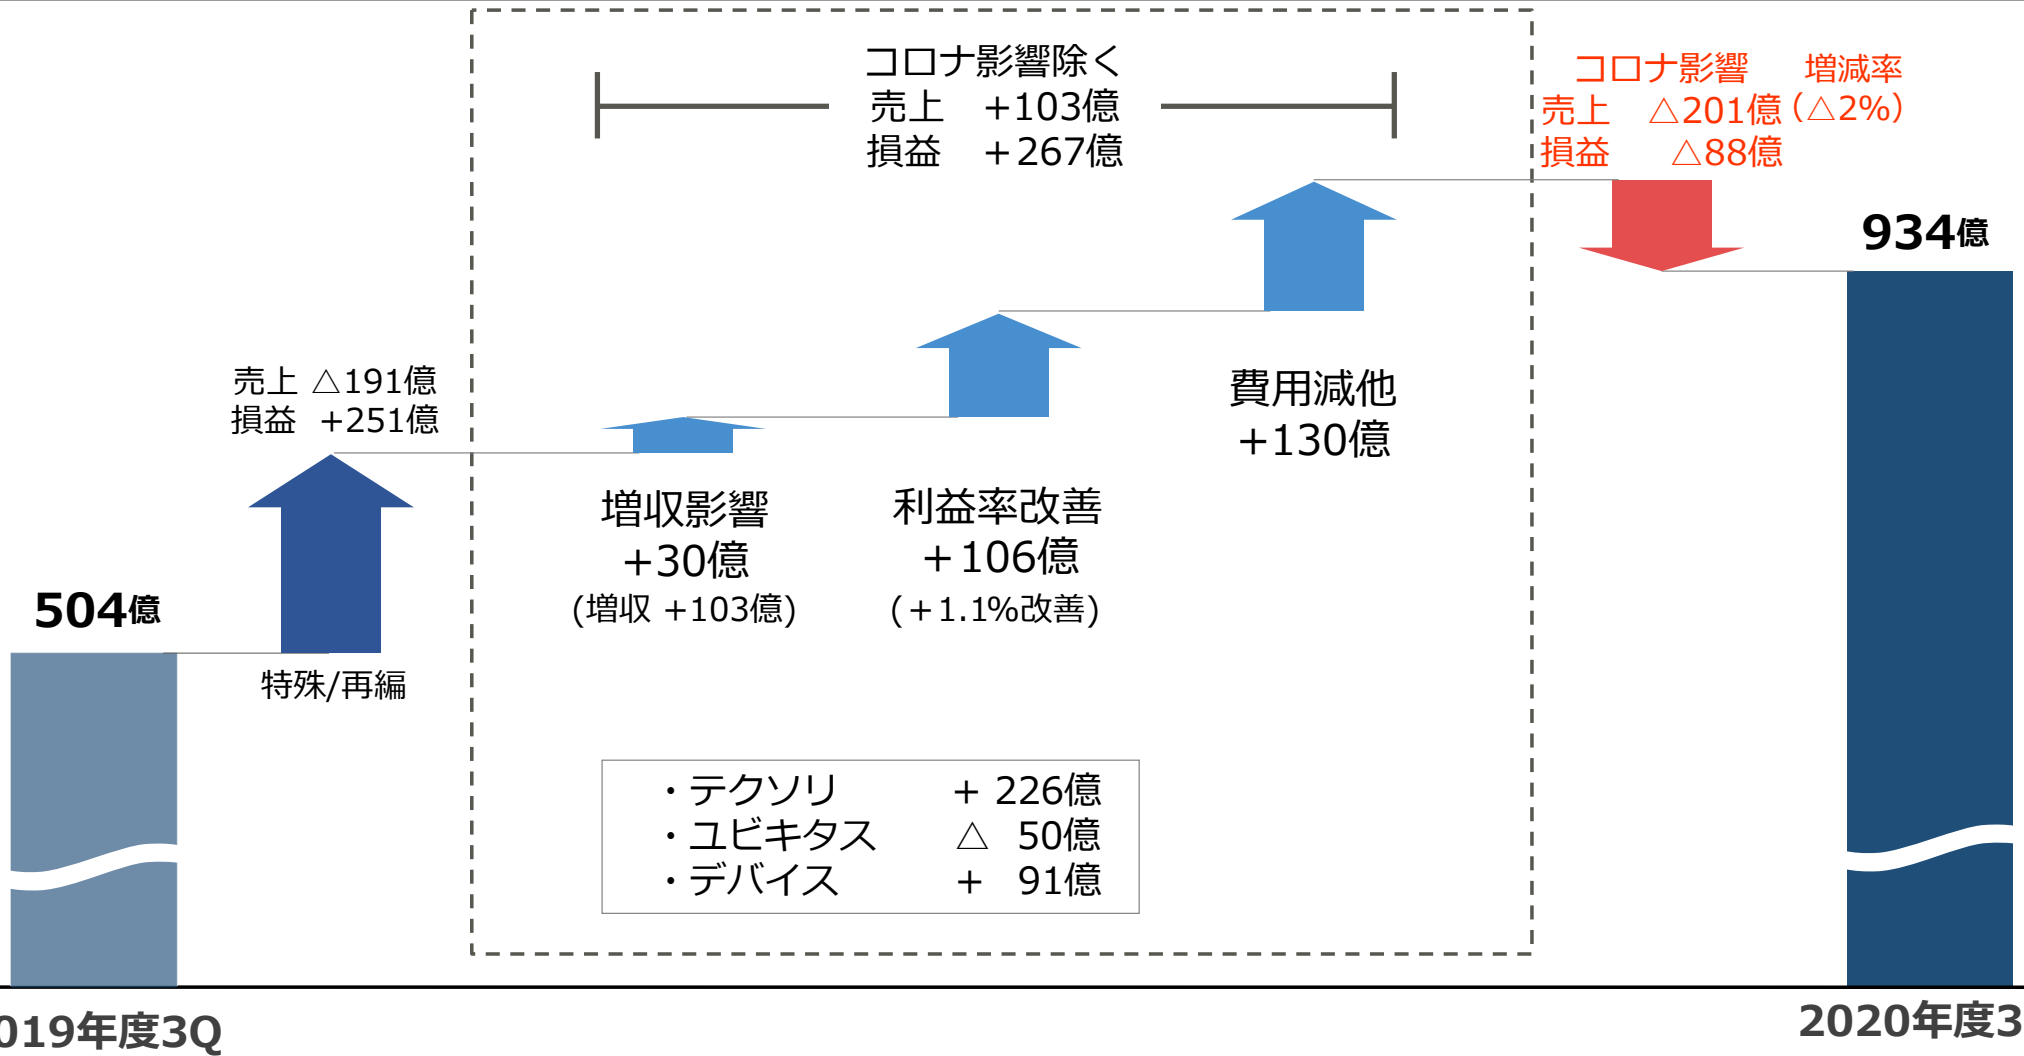 コロナ影響除く
売上 +103億
損益 +267億
コロナ影響 増減率
売上 △201億 (△2%)
損益 △88億
934億
売上 △191億
損益 +251億
費用減他
+130億
増収影響
+30億
(増収 +103億)
利益率改善
+106億
(+1.1%改善)
504億
特殊/再編
・テクソリ + 226億
・ユビキタス △ 50億
・デバイス + 91億
019年度3Q
2020年度3